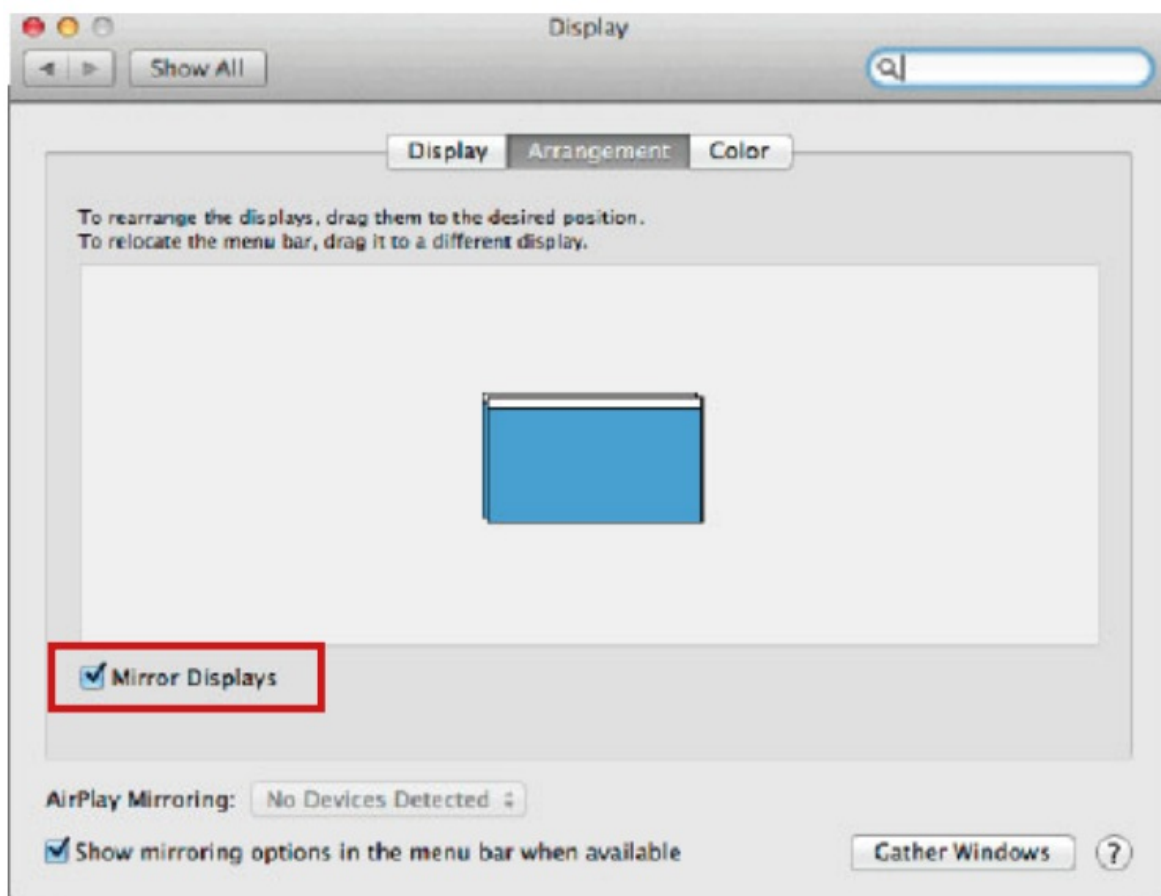 Display
Show All
Display Arrangement Color
To rearrange the displays, drag them to the desired position.
To relocate the menu bar, drag it to a different display.
Mirror Displays
AirPlay Mirroring: No Devices Detected
Show mirroring options in the menu bar when available Gather Windows ?